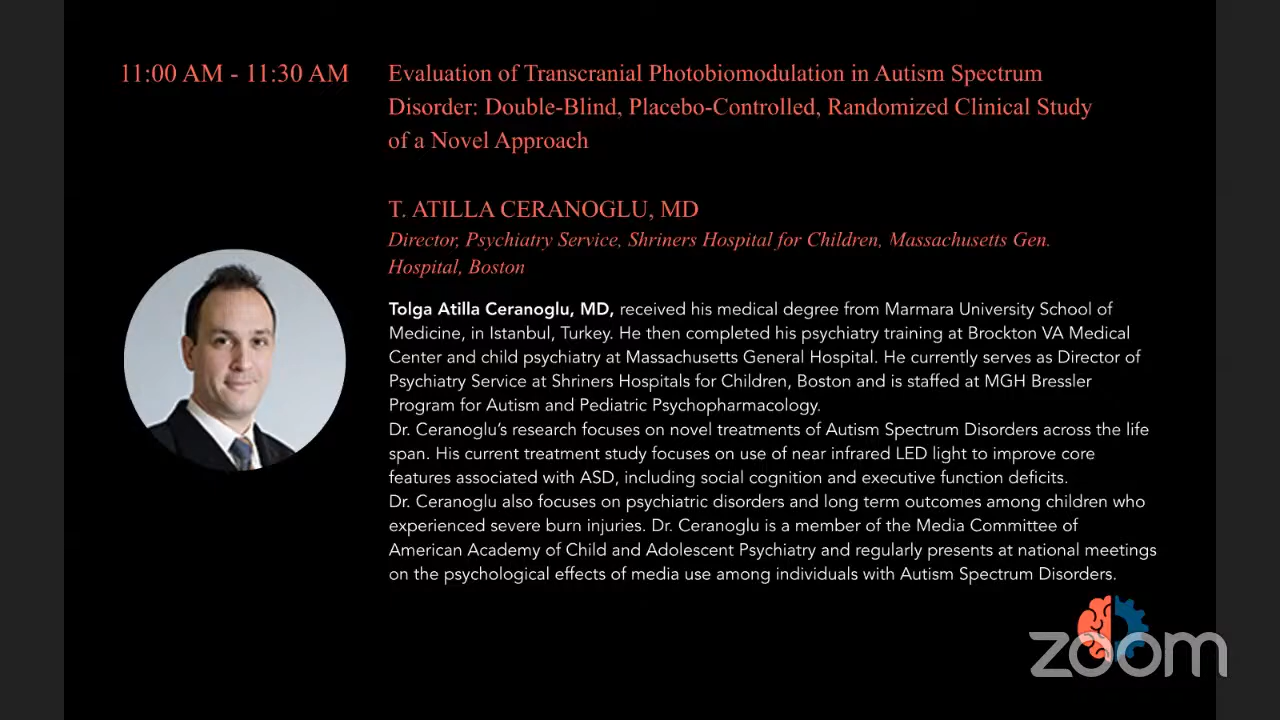 11:00 AM - 11:30 AM
Evaluation of Transcranial Photobiomodulation in Autism Spectrum
Disorder: Double-Blind, Placebo-Controlled, Randomized Clinical Study
of a Novel Approach
T. ATILLA CERANOGLU, MD
Director, Psychiatry Service, Shriners Hospital for Children, Massachusetts Gen.
Hospital, Boston
Tolga Atilla Ceranoglu, MD, received his medical degree from Marmara University School of
Medicine, in Istanbul, Turkey. He then completed his psychiatry training at Brockton VA Medical
Center and child psychiatry at Massachusetts General Hospital. He currently serves as Director of
Psychiatry Service at Shriners Hospitals for Children, Boston and is staffed at MGH Bressler
Program for Autism and Pediatric Psychopharmacology.
Dr. Ceranoglu's research focuses on novel treatments of Autism Spectrum Disorders across the life
span. His current treatment study focuses on use of near infrared LED light to improve core
features associated with ASD, including social cognition and executive function deficits.
Dr. Ceranoglu also focuses on psychiatric disorders and long term outcomes among children who
experienced severe burn injuries. Dr. Ceranoglu is a member of the Media Committee of
American Academy of Child and Adolescent Psychiatry and regularly presents at national meetings
on the psychological effects of media use among individuals with Autism Spectrum Disorders.
zoom